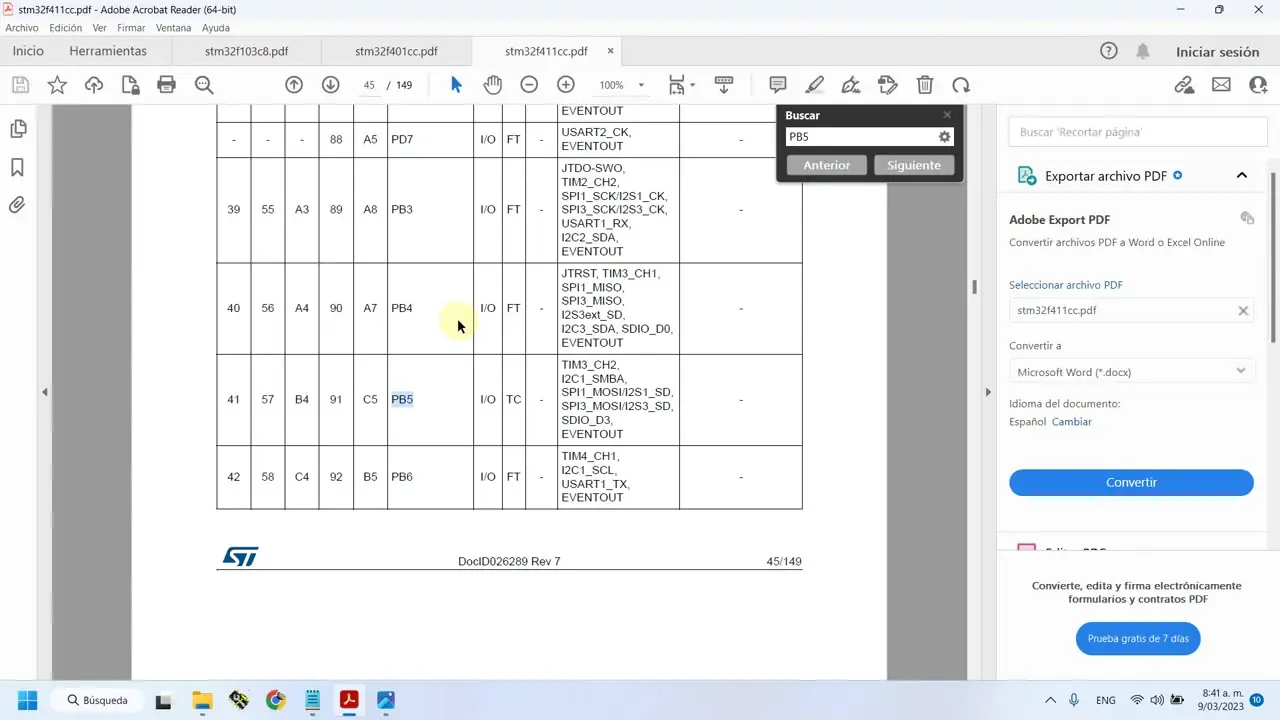 stm32f411cc.pdf - Adobe Acrobat Reader (64-bit)
Archivo Edición Ver Firmar Ventana Ayuda
Inicio Herramientas stm32f103c8.pdf stm32f401cc.pdf stm32f411cc.pdf × Iniciar sesión
45 / 149 100%
EVENTOUT
- - - 88 A5 PD7 I/O FT - USART2_CK,
EVENTOUT
39 55 A3 89 A8 PB3 I/O FT - JTDO-SWO,
TIM2_CH2,
SPI1_SCK/I2S1_CK,
SPI3_SCK/I2S3_CK,
USART1_RX,
I2C2_SDA,
EVENTOUT
-
40 56 A4 90 A7 PB4 I/O FT - JTRST, TIM3_CH1,
SPI1_MISO,
SPI3_MISO,
I2S3ext_SD,
I2C3_SDA, SDIO_D0,
EVENTOUT
-
41 57 B4 91 C5 PB5 I/O TC - TIM3_CH2,
I2C1_SMBA,
SPI1_MOSI/I2S1_SD,
SPI3_MOSI/I2S3_SD,
SDIO_D3,
EVENTOUT
-
42 58 C4 92 B5 PB6 I/O FT - TIM4_CH1,
I2C1_SCL,
USART1_TX,
EVENTOUT
-
ST DocID026289 Rev 7 45/149
Buscar
PB5
Anterior Siguiente
Buscar 'Recortar página'
Exportar archivo PDF
Adobe Export PDF
Convertir archivos PDF a Word o Excel Online
Seleccionar archivo PDF
stm32f411cc.pdf
Convertir a
Microsoft Word (*.docx)
Idioma del documento:
Español Cambiar
Convertir
Convierte, edita y firma electrónicamente
formularios y contratos PDF
Prueba gratis de 7 días
Búsqueda
ENG
8:41 a. m.
9/03/2023
10